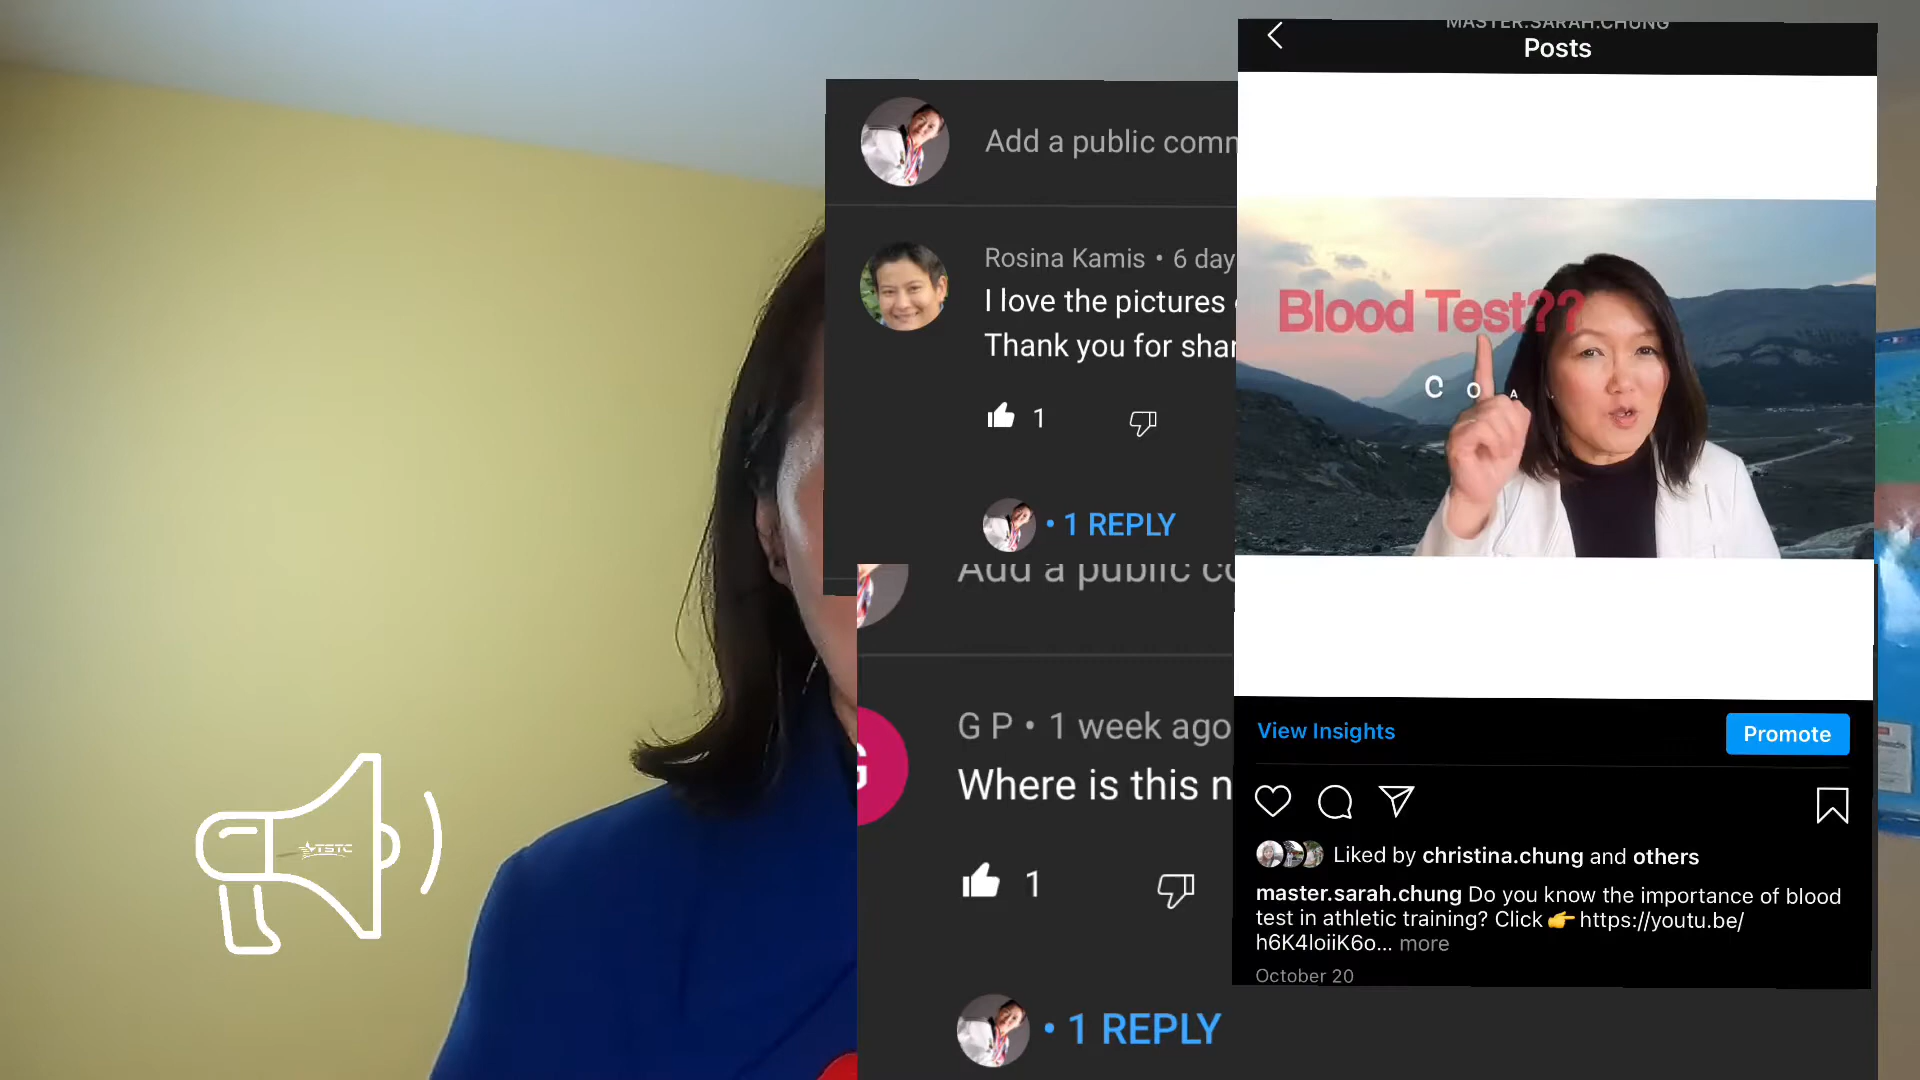 Add a public comm
Rosina Kamis • 6 day
I love the pictures
Thank you for shar
1
• 1 REPLY
Add a public co
G P • 1 week ago
Where is this n
1
• 1 REPLY
TSTC
MASTER.SARAH.CHUNG
Posts
Blood Test??
C O A
View Insights
Promote
Liked by christina.chung and others
master.sarah.chung Do you know the importance of blood
test in athletic training? Click 👉 https://youtu.be/
h6K4loiiK6o... more
October 20